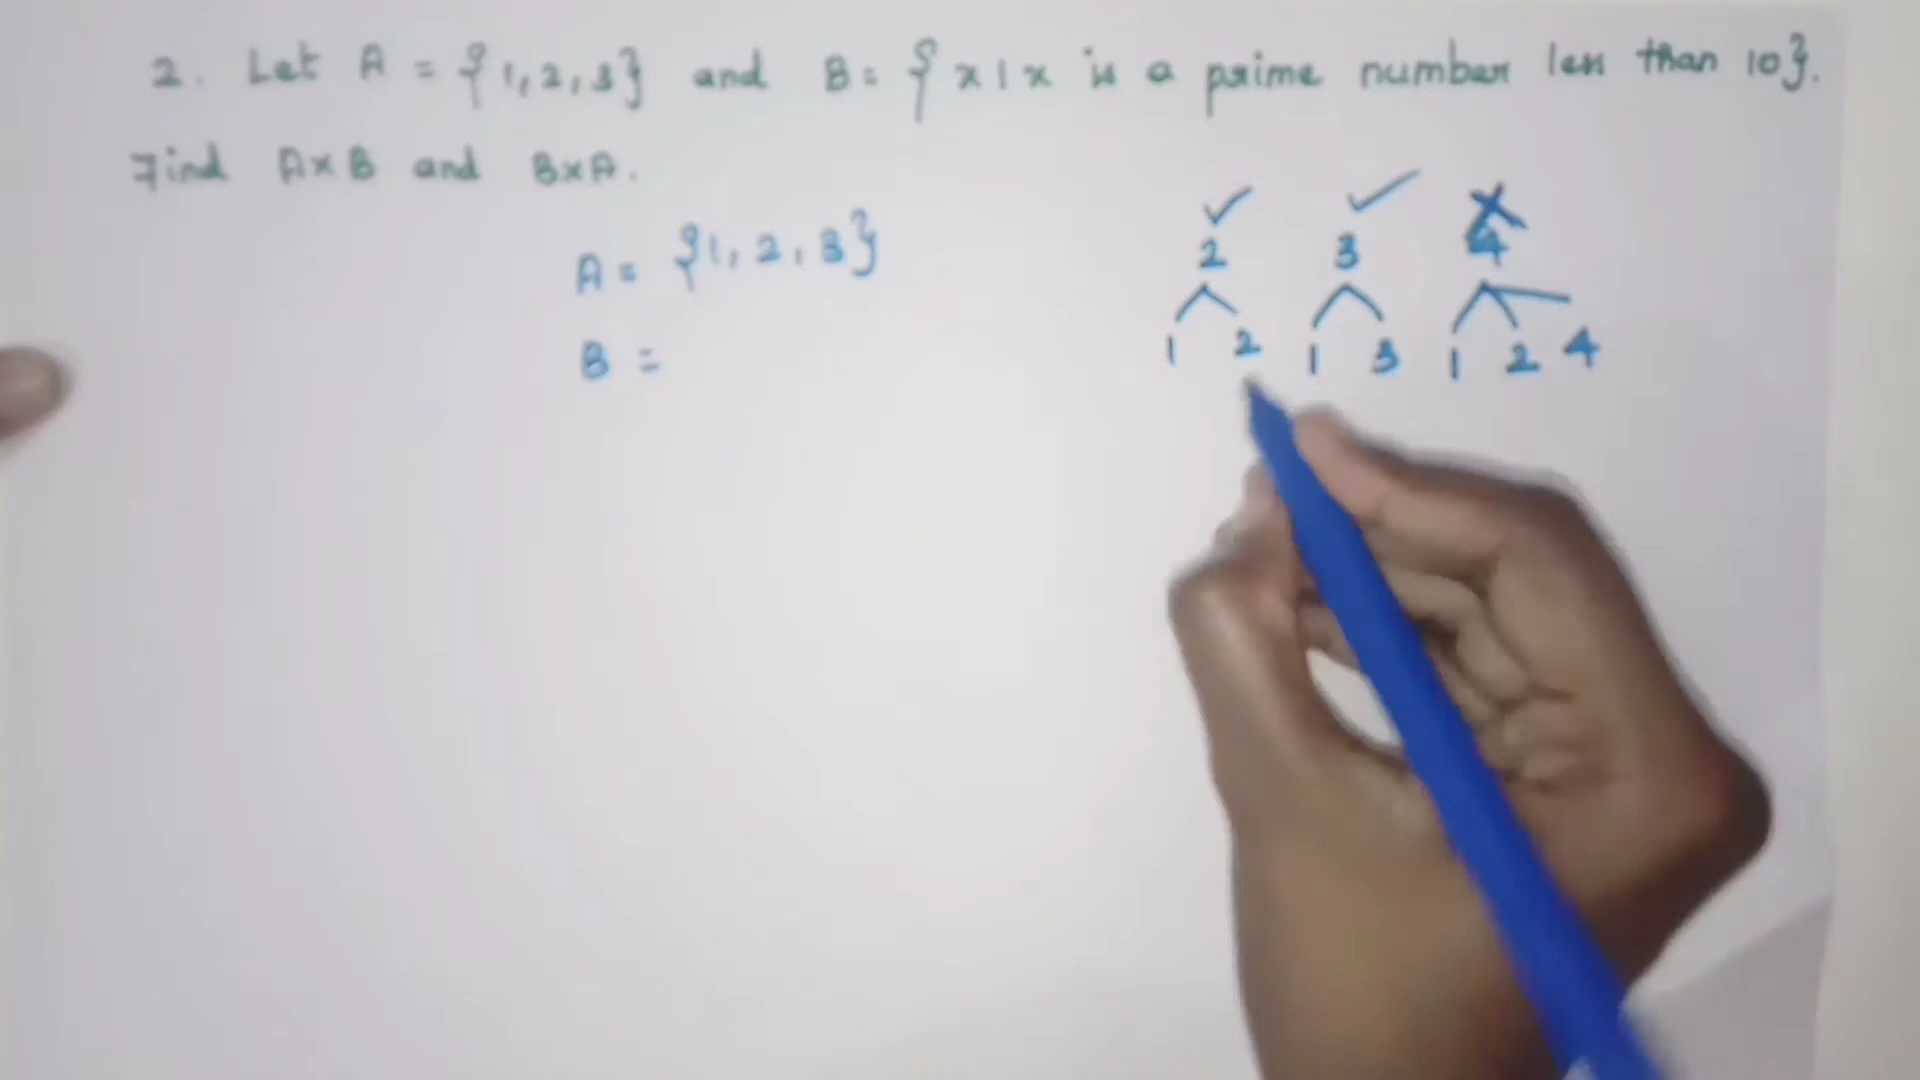 2. Let A = {1, 2, 3} and B = {x | x is a prime number less than 10}.
Find A×B and B×A.
A = {1, 2, 3}
B =
2 3 4
1 2 1 3 1 2 4